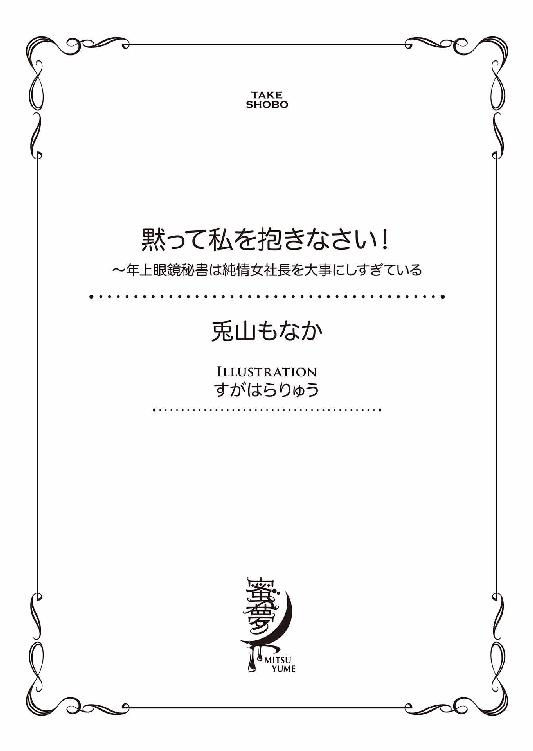 TAKE
SHOBO
黙って私を抱きなさい!
～年上眼鏡秘書は純情女社長を大事にしすぎている
兎山もなか
ILLUSTRATION
すがはらりゅう
蜜夢
MITSU
YUME